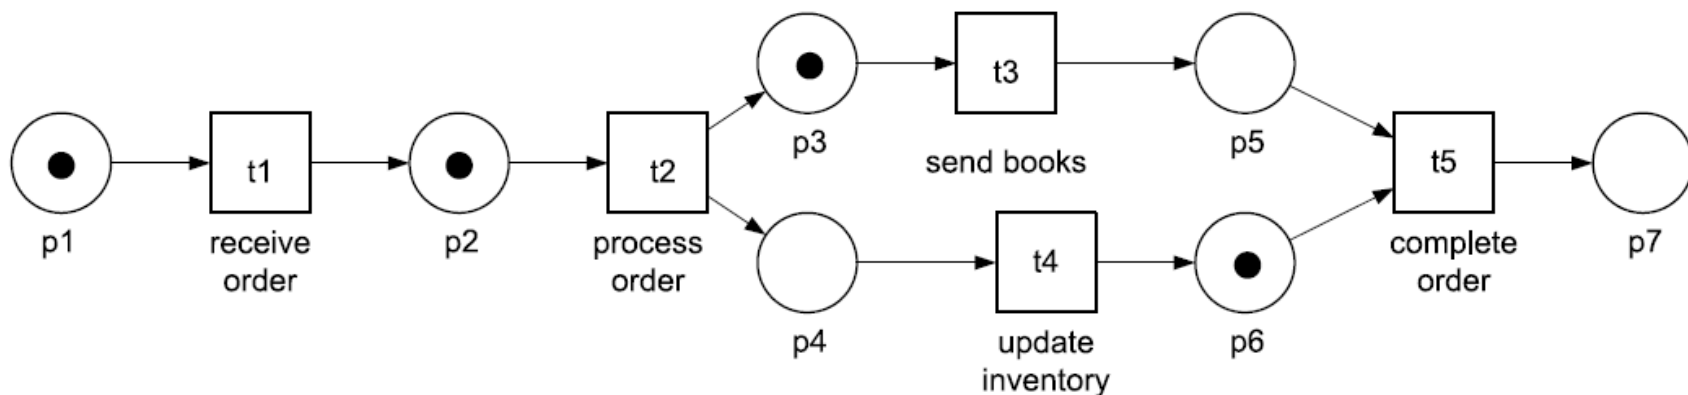 t3
p3
send books
p5
p1
t1
receive
order
p2
t2
process
order
p4
t4
update
inventory
p6
t5
complete
order
p7